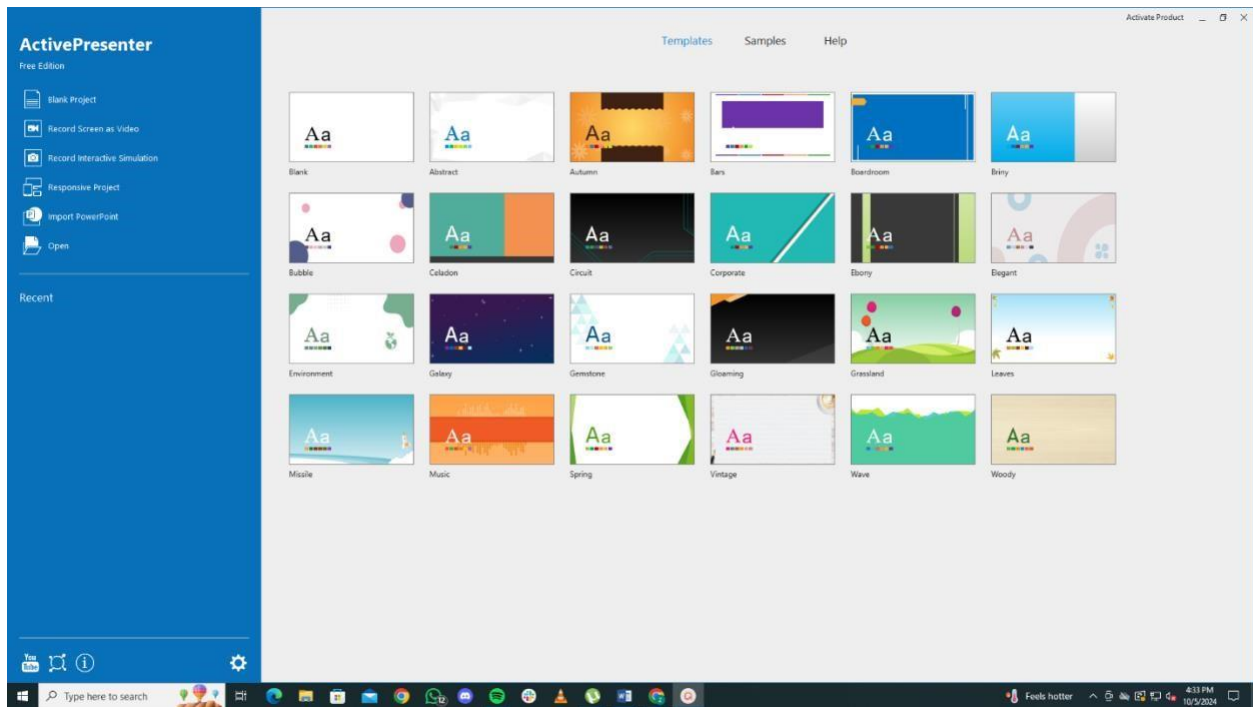 Activate Product
ActivePresenter
Free Edition
Blank Project
Record Screen as Video
Record Interactive Simulation
Responsive Project
Import PowerPoint
Open
Recent
Templates Samples Help
Aa Aa Aa Aa Aa
Blank Abstract Autumn Bars Boardroom Briny
Aa Aa Aa Aa Aa Aa
Bubble Celadon Circuit Corporate Ebony Elegant
Aa Aa Aa Aa Aa Aa
Environment Galaxy Gemstone Gloaming Grassland Leaves
Aa Aa Aa Aa Aa Aa
Missile Music Spring Vintage Wave Woody
You
Tube
Type here to search
Feels hotter
4:33 PM
10/5/2024